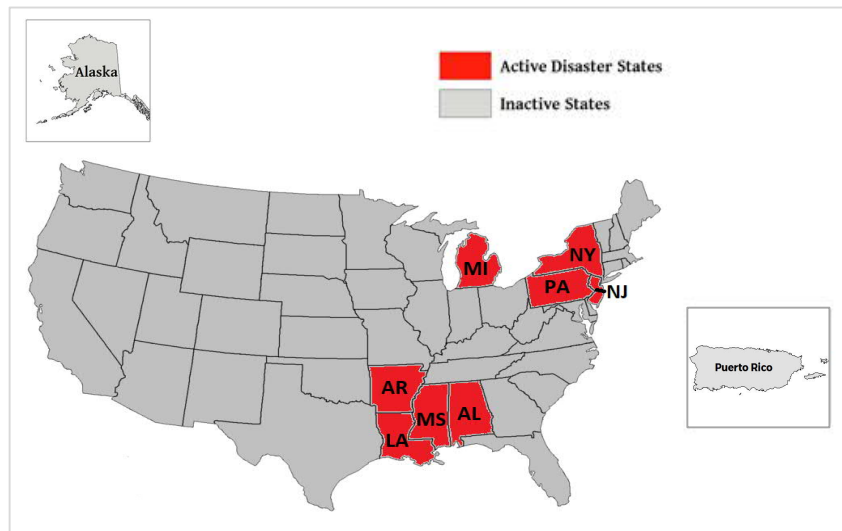 Alaska
Active Disaster States
Inactive States
MI
NY
PA
NJ
Puerto Rico
AR
MS
AL
LA